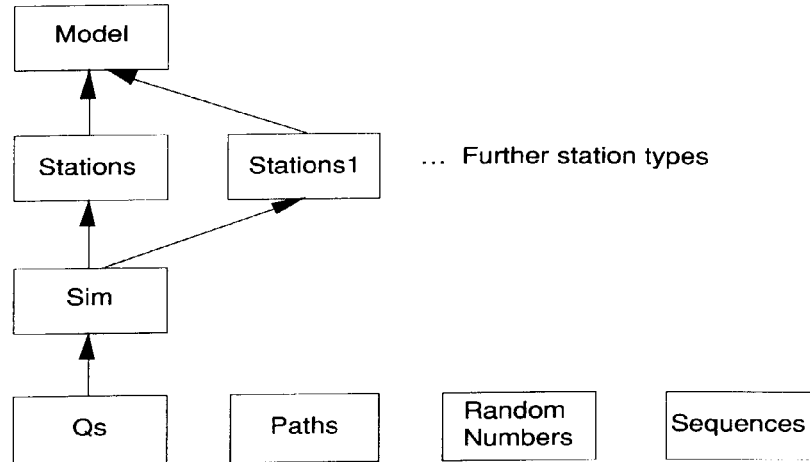 Model
Stations
Stations1
... Further station types
Sim
Qs
Paths
Random
Numbers
Sequences